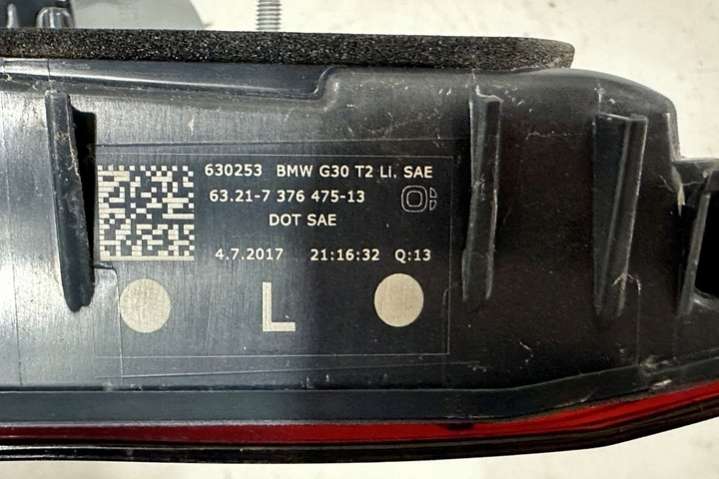 630253 BMW G30 T2 Li. SAE
63.21-7 376 475-13
DOT SAE
4.7.2017 21:16:32 Q:13
L